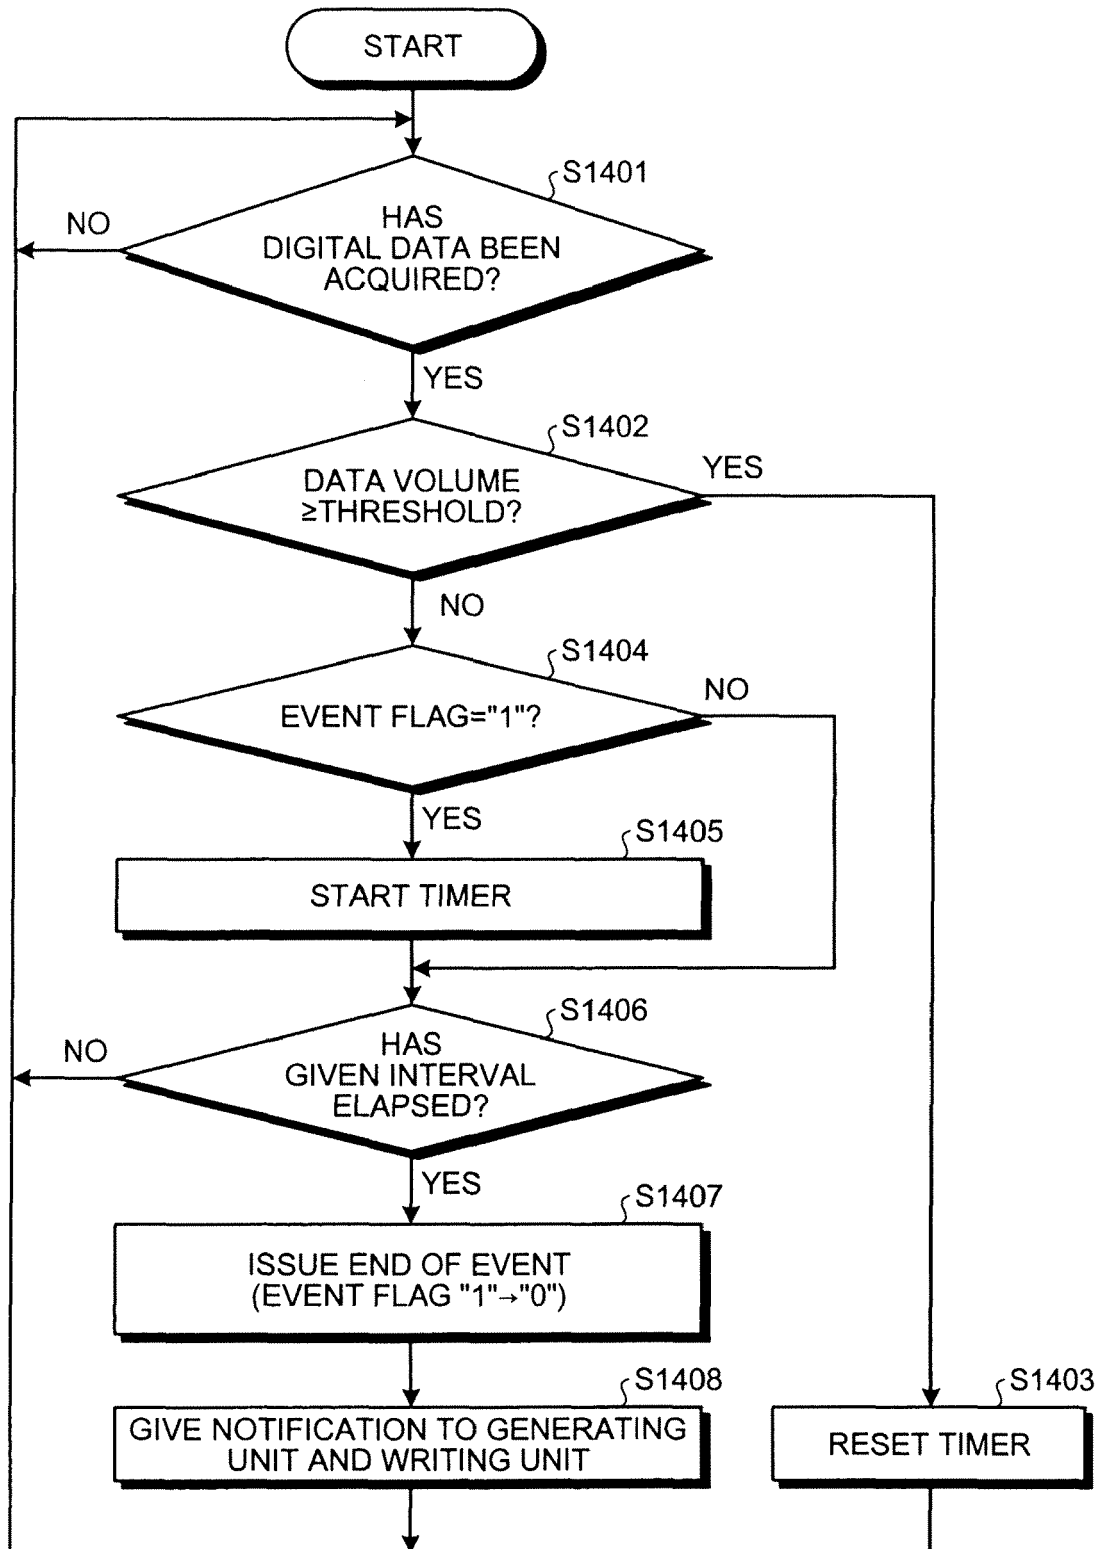 START
S1401
NO
HAS
DIGITAL DATA BEEN
ACQUIRED?
YES
S1402
YES
DATA VOLUME
≥THRESHOLD?
NO
S1404
NO
EVENT FLAG="1"?
YES
S1405
START TIMER
S1406
NO
HAS
GIVEN INTERVAL
ELAPSED?
YES
S1407
ISSUE END OF EVENT
(EVENT FLAG "1"→"0")
S1408
GIVE NOTIFICATION TO GENERATING
UNIT AND WRITING UNIT
S1403
RESET TIMER